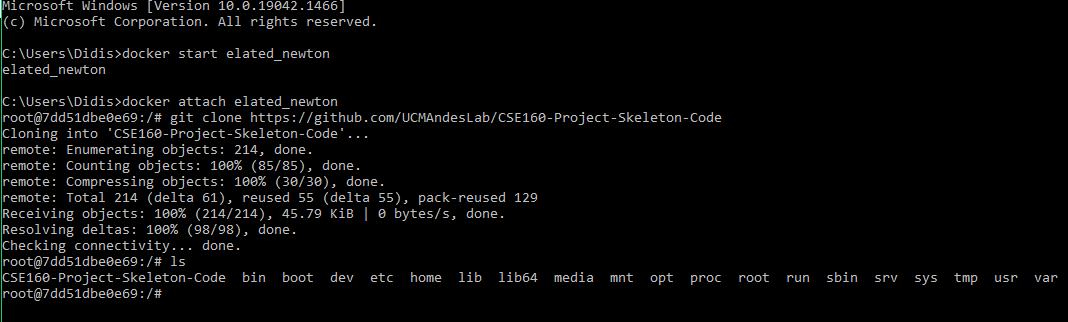 Microsoft Windows [Version 10.0.19042.1466]
(c) Microsoft Corporation. All rights reserved.
C:\Users\Didis>docker start elated_newton
elated_newton
C:\Users\Didis>docker attach elated_newton
root@7dd51dbe0e69:/# git clone https://github.com/UCMAndesLab/CSE160-Project-Skeleton-Code
Cloning into 'CSE160-Project-Skeleton-Code'...
remote: Enumerating objects: 214, done.
remote: Counting objects: 100% (85/85), done.
remote: Compressing objects: 100% (30/30), done.
remote: Total 214 (delta 61), reused 55 (delta 55), pack-reused 129
Receiving objects: 100% (214/214), 45.79 KiB | 0 bytes/s, done.
Resolving deltas: 100% (98/98), done.
Checking connectivity... done.
root@7dd51dbe0e69:/# ls
CSE160-Project-Skeleton-Code  bin  boot  dev  etc  home  lib  lib64  media  mnt  opt  proc  root  run  sbin  srv  sys  tmp  usr  var
root@7dd51dbe0e69:/#